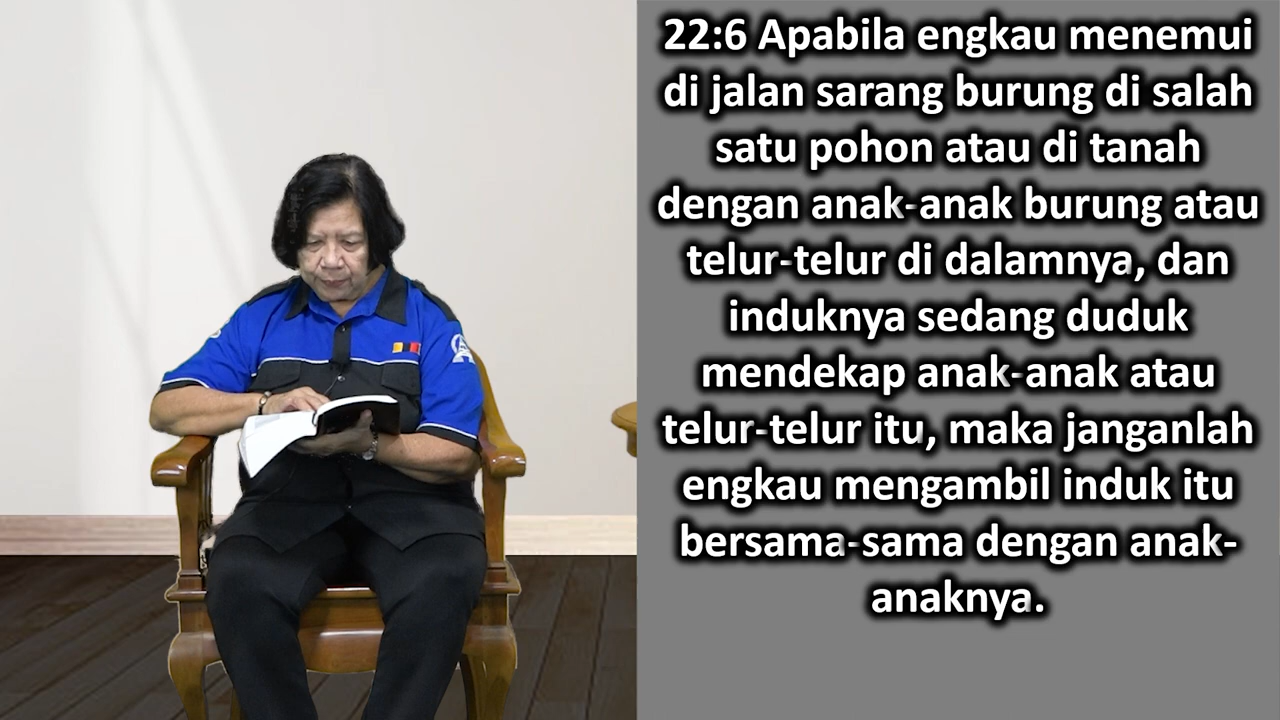 22:6 Apabila engkau menemui
di jalan sarang burung di salah
satu pohon atau di tanah
dengan anak-anak burung atau
telur-telur di dalamnya, dan
induknya sedang duduk
mendekap anak-anak atau
telur-telur itu, maka janganlah
engkau mengambil induk itu
bersama-sama dengan anak-
anaknya.